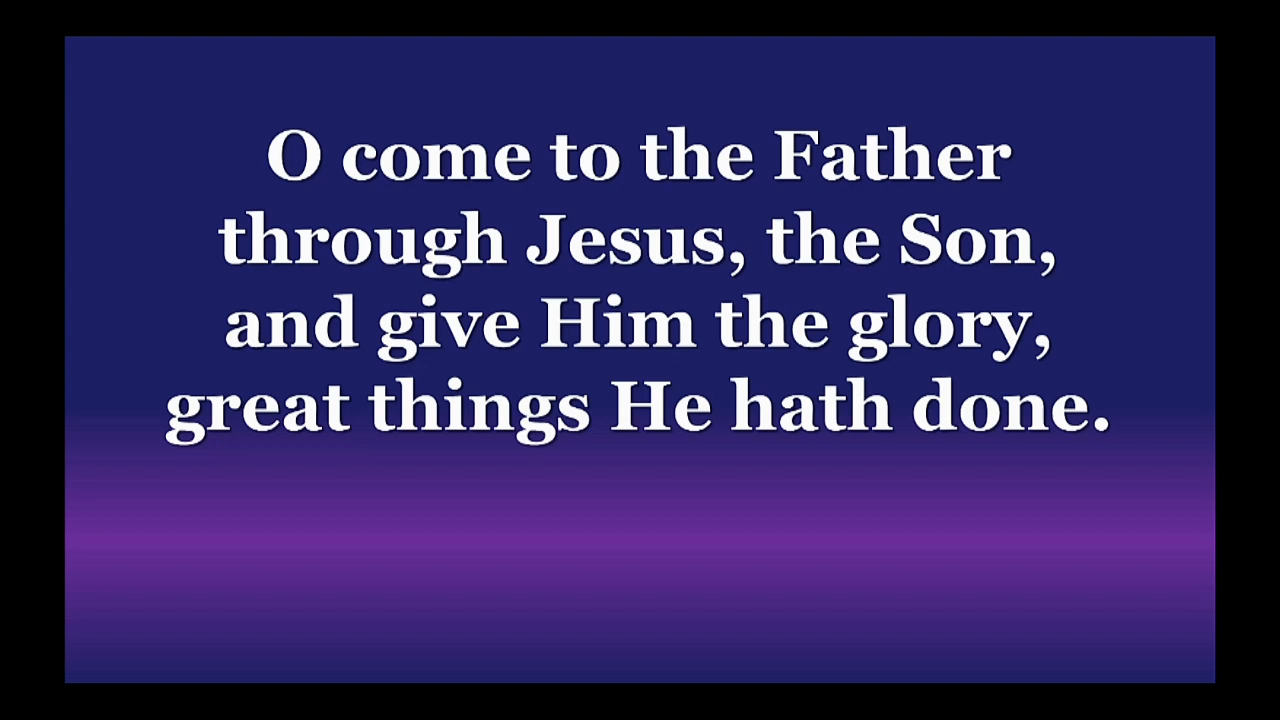 O come to the Father
through Jesus, the Son,
and give Him the glory,
great things He hath done.